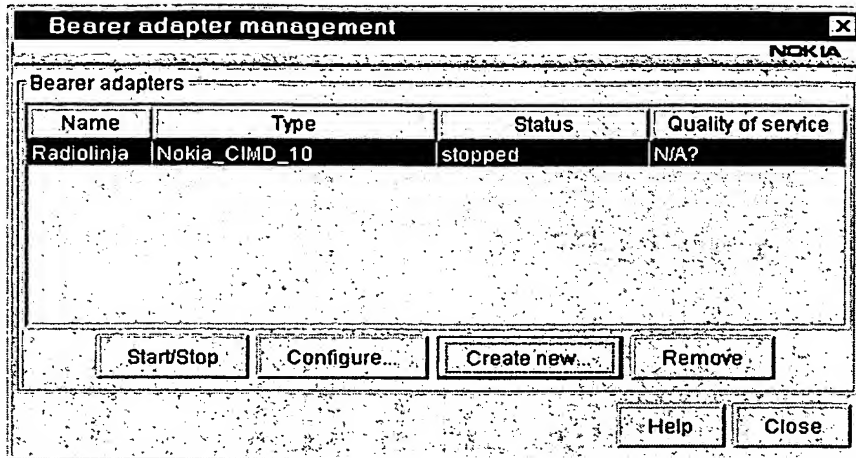 Bearer adapter management
NOKIA
Bearer adapters
Name Type Status Quality of service
Radiolinja Nokia_CIMD_10 stopped N/A?
Start/Stop Configure... Create new... Remove
Help Close